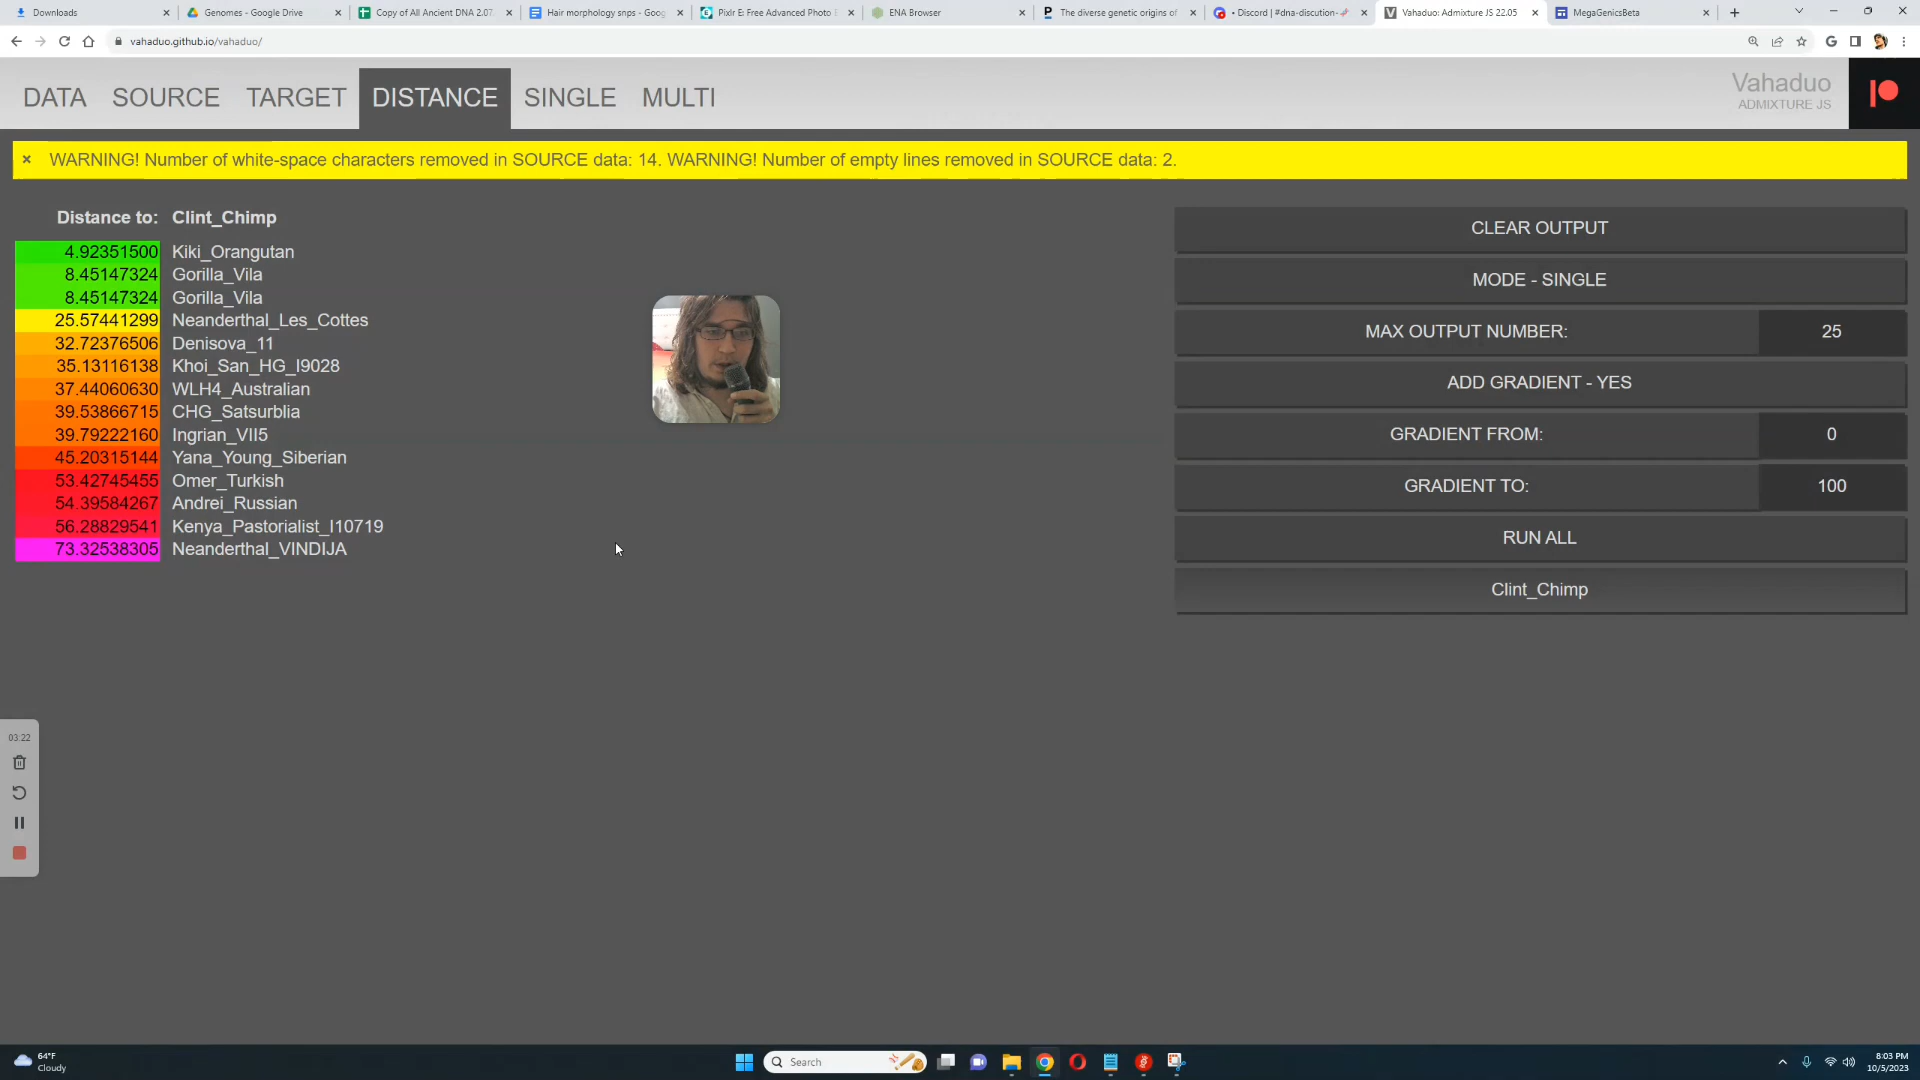 Downloads
Genomes - Google Drive
Copy of All Ancient DNA 2.07.
Hair morphology snps - Goog
Pixlr E: Free Advanced Photo E
ENA Browser
The diverse genetic origins of
• Discord | #dna-discution-
Vahaduo: Admixture JS 22.05
MegaGenicsBeta
vahaduo.github.io/vahaduo/
DATA SOURCE TARGET DISTANCE SINGLE MULTI
Vahaduo
ADMIXTURE JS
× WARNING! Number of white-space characters removed in SOURCE data: 14. WARNING! Number of empty lines removed in SOURCE data: 2.
Distance to: Clint_Chimp
4.92351500 Kiki_Orangutan
8.45147324 Gorilla_Vila
8.45147324 Gorilla_Vila
25.57441299 Neanderthal_Les_Cottes
32.72376506 Denisova_11
35.13116138 Khoi_San_HG_I9028
37.44060630 WLH4_Australian
39.53866715 CHG_Satsurblia
39.79222160 Ingrian_VII5
45.20315144 Yana_Young_Siberian
53.42745455 Omer_Turkish
54.39584267 Andrei_Russian
56.28829541 Kenya_Pastorialist_I10719
73.32538305 Neanderthal_VINDIJA
CLEAR OUTPUT
MODE - SINGLE
MAX OUTPUT NUMBER: 25
ADD GRADIENT - YES
GRADIENT FROM: 0
GRADIENT TO: 100
RUN ALL
Clint_Chimp
03:22
64°F
Cloudy
Search
8:03 PM
10/5/2023